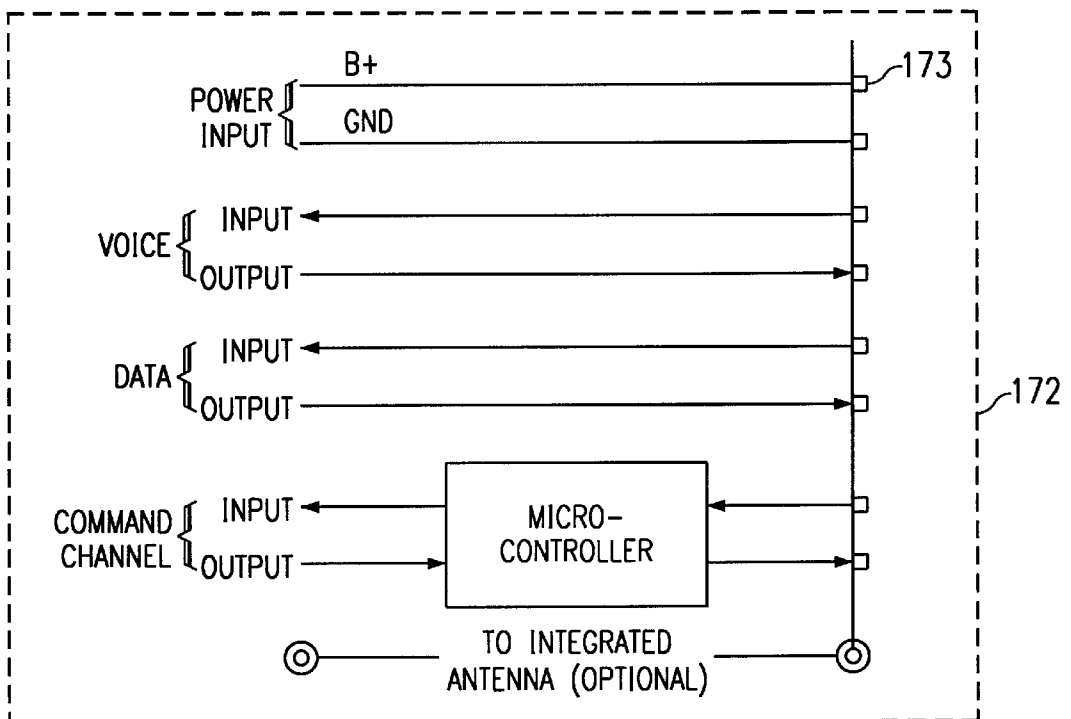 B+
173
POWER
INPUT
GND
VOICE
INPUT
OUTPUT
DATA
INPUT
OUTPUT
172
COMMAND
CHANNEL
INPUT
OUTPUT
MICRO-
CONTROLLER
TO INTEGRATED
ANTENNA (OPTIONAL)